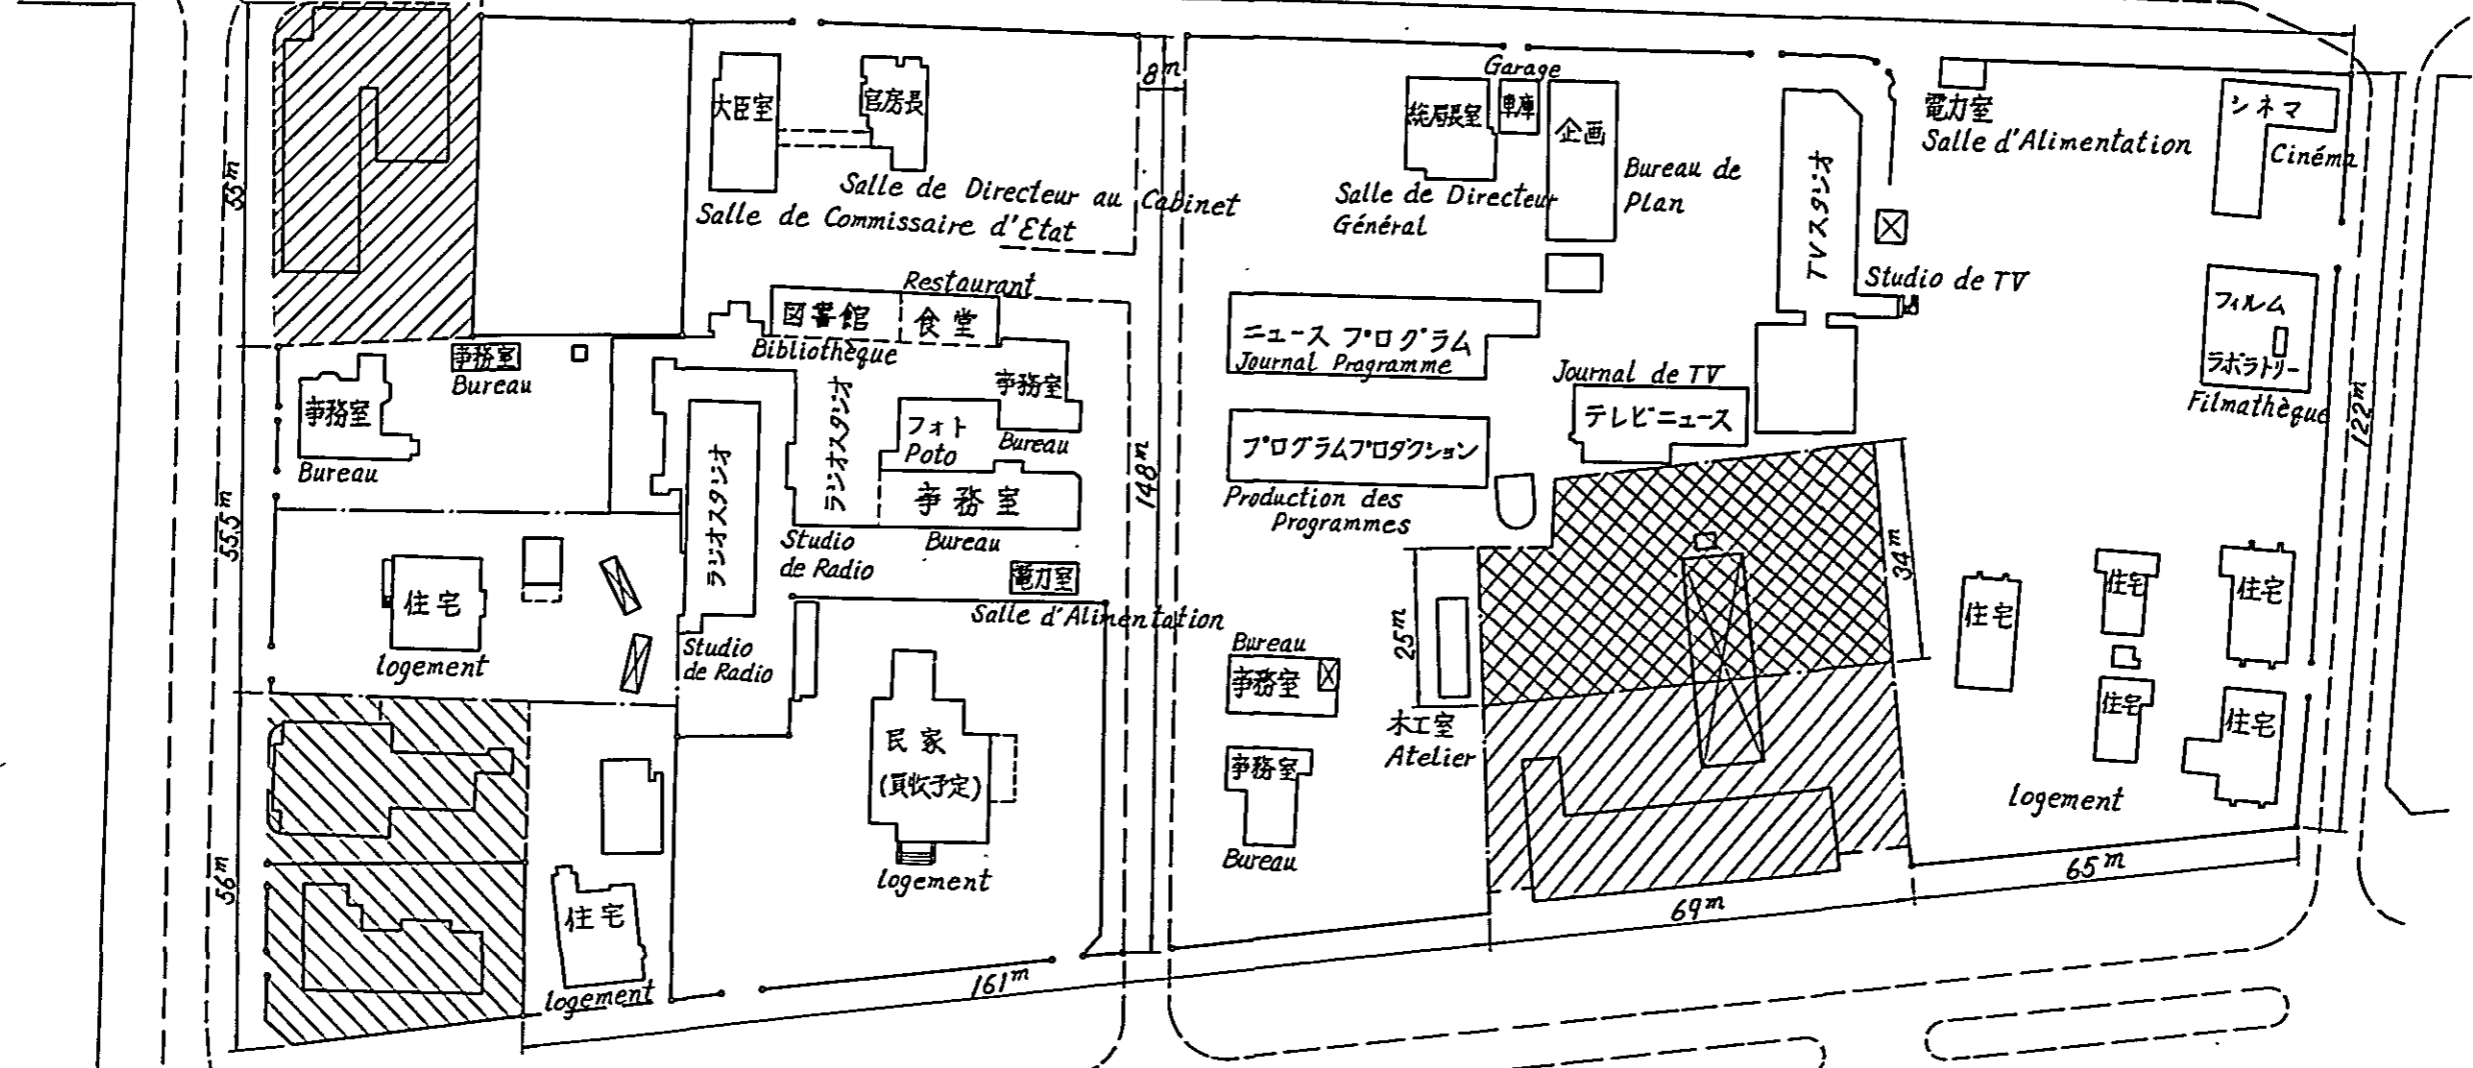 8m
Garage
大臣室
官房長
総局長室
車庫
企画
電力室
Salle d'Alimentation
シネマ
Cinéma
Salle de Directeur au Cabinet
Salle de Commissaire d'Etat
Salle de Directeur
Général
Bureau de
Plan
TVスタジオ
Studio de TV
55m
Restaurant
図書館
食堂
Bibliothèque
ニュース プログラム
Journal Programme
フィルム
ラボラトリー
Filmathèque
事務室
Bureau
事務室
Bureau
ラジオスタジオ
事務室
Bureau
フォト
Poto
事務室
Bureau
Journal de TV
テレビニュース
プログラムプロダクション
Production des
Programmes
122m
148m
55.5m
ラジオスタジオ
Studio
de Radio
電力室
Salle d'Alimentation
34m
25m
住宅
logement
Studio
de Radio
Bureau
事務室
木工室
Atelier
事務室
Bureau
住宅
住宅
住宅
住宅
住宅
logement
民家
(買收予定)
logement
56m
住宅
logement
161m
69m
65m